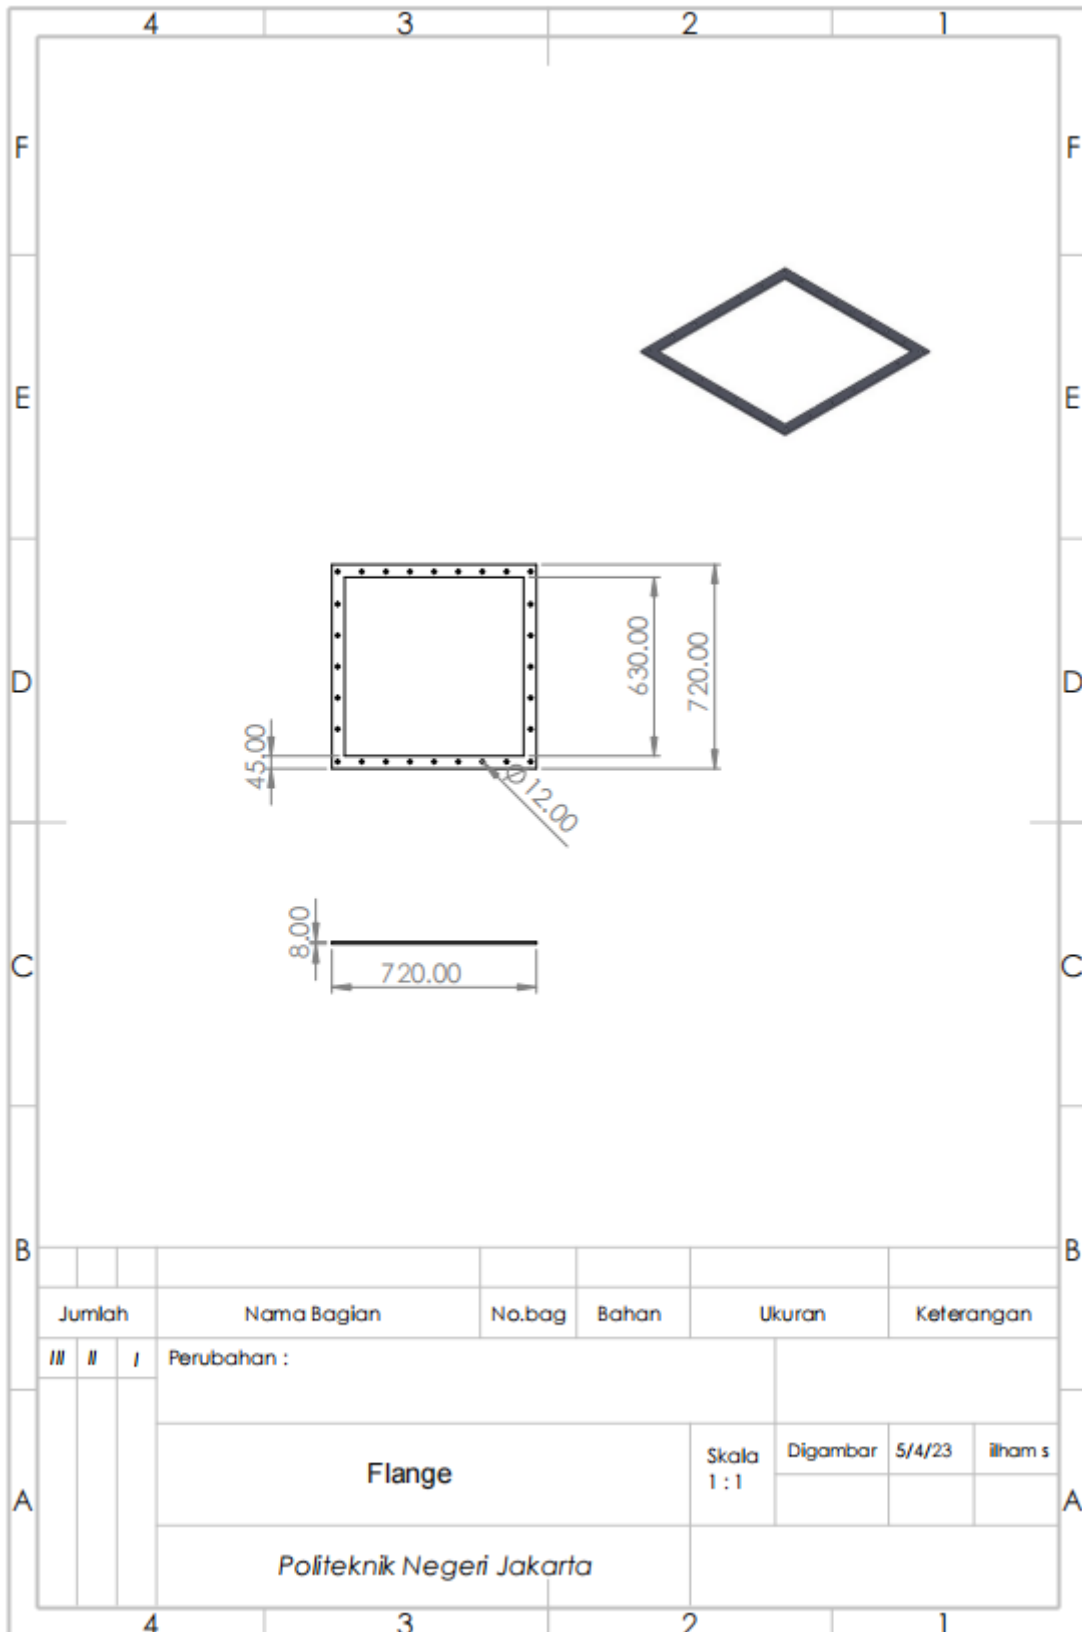 4 3 2 1
F F
E E
630.00
720.00
D D
45.00
Ø12.00
8.00
C C
720.00
B B
Jumlah Nama Bagian No.bag Bahan Ukuran Keterangan
III II I Perubahan :
Flange Skala Digambar 5/4/23 ilham s
1 : 1
A A
Politeknik Negeri Jakarta
4 3 2 1